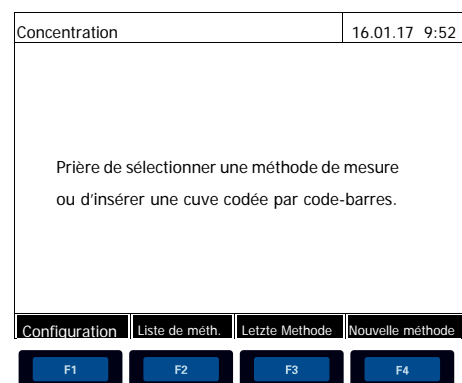 Concentration 16.01.17 9:52
Prière de sélectionner une méthode de mesure
ou d'insérer une cuve codée par code-barres.
Configuration Liste de méth. Letzte Methode Nouvelle méthode
F1 F2 F3 F4